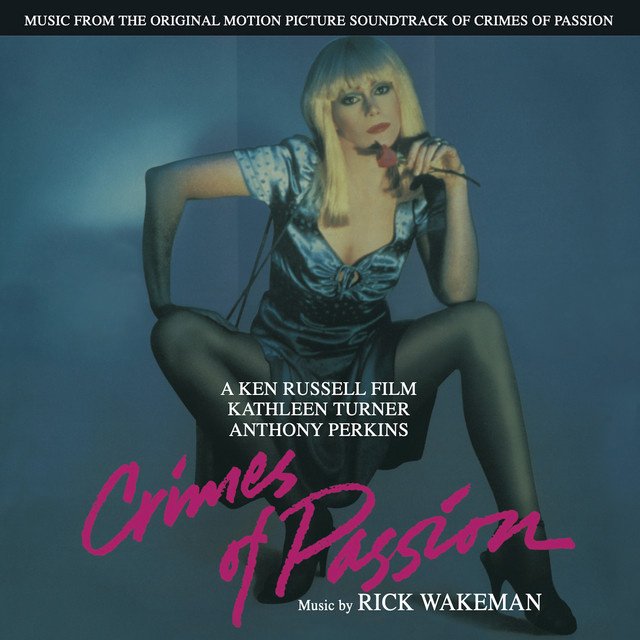 MUSIC FROM THE ORIGINAL MOTION PICTURE SOUNDTRACK OF CRIMES OF PASSION
A KEN RUSSELL FILM
KATHLEEN TURNER
ANTHONY PERKINS
Crimes
of Passion
Music by RICK WAKEMAN